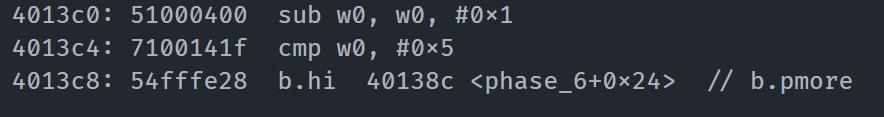 4013c0: 51000400 sub w0, w0, #0×1
4013c4: 7100141f cmp w0, #0×5
4013c8: 54fffe28 b.hi 40138c <phase_6+0×24> // b.pmore